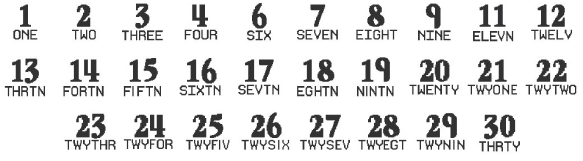 1 2 3 4 6 7 8 9 11 12
ONE TWO THREE FOUR SIX SEVEN EIGHT NINE ELEVN TWELV
13 14 15 16 17 18 19 20 21 22
THRTN FORTN FIFTN SIXTN SEVTN EGHTN NINTN TWENTY TWYONE TWYTWO
23 24 25 26 27 28 29 30
TWYTHR TWYFOR TWYFIV TWYSIX TWYSEV TWYEGT TWYNIN THRTY